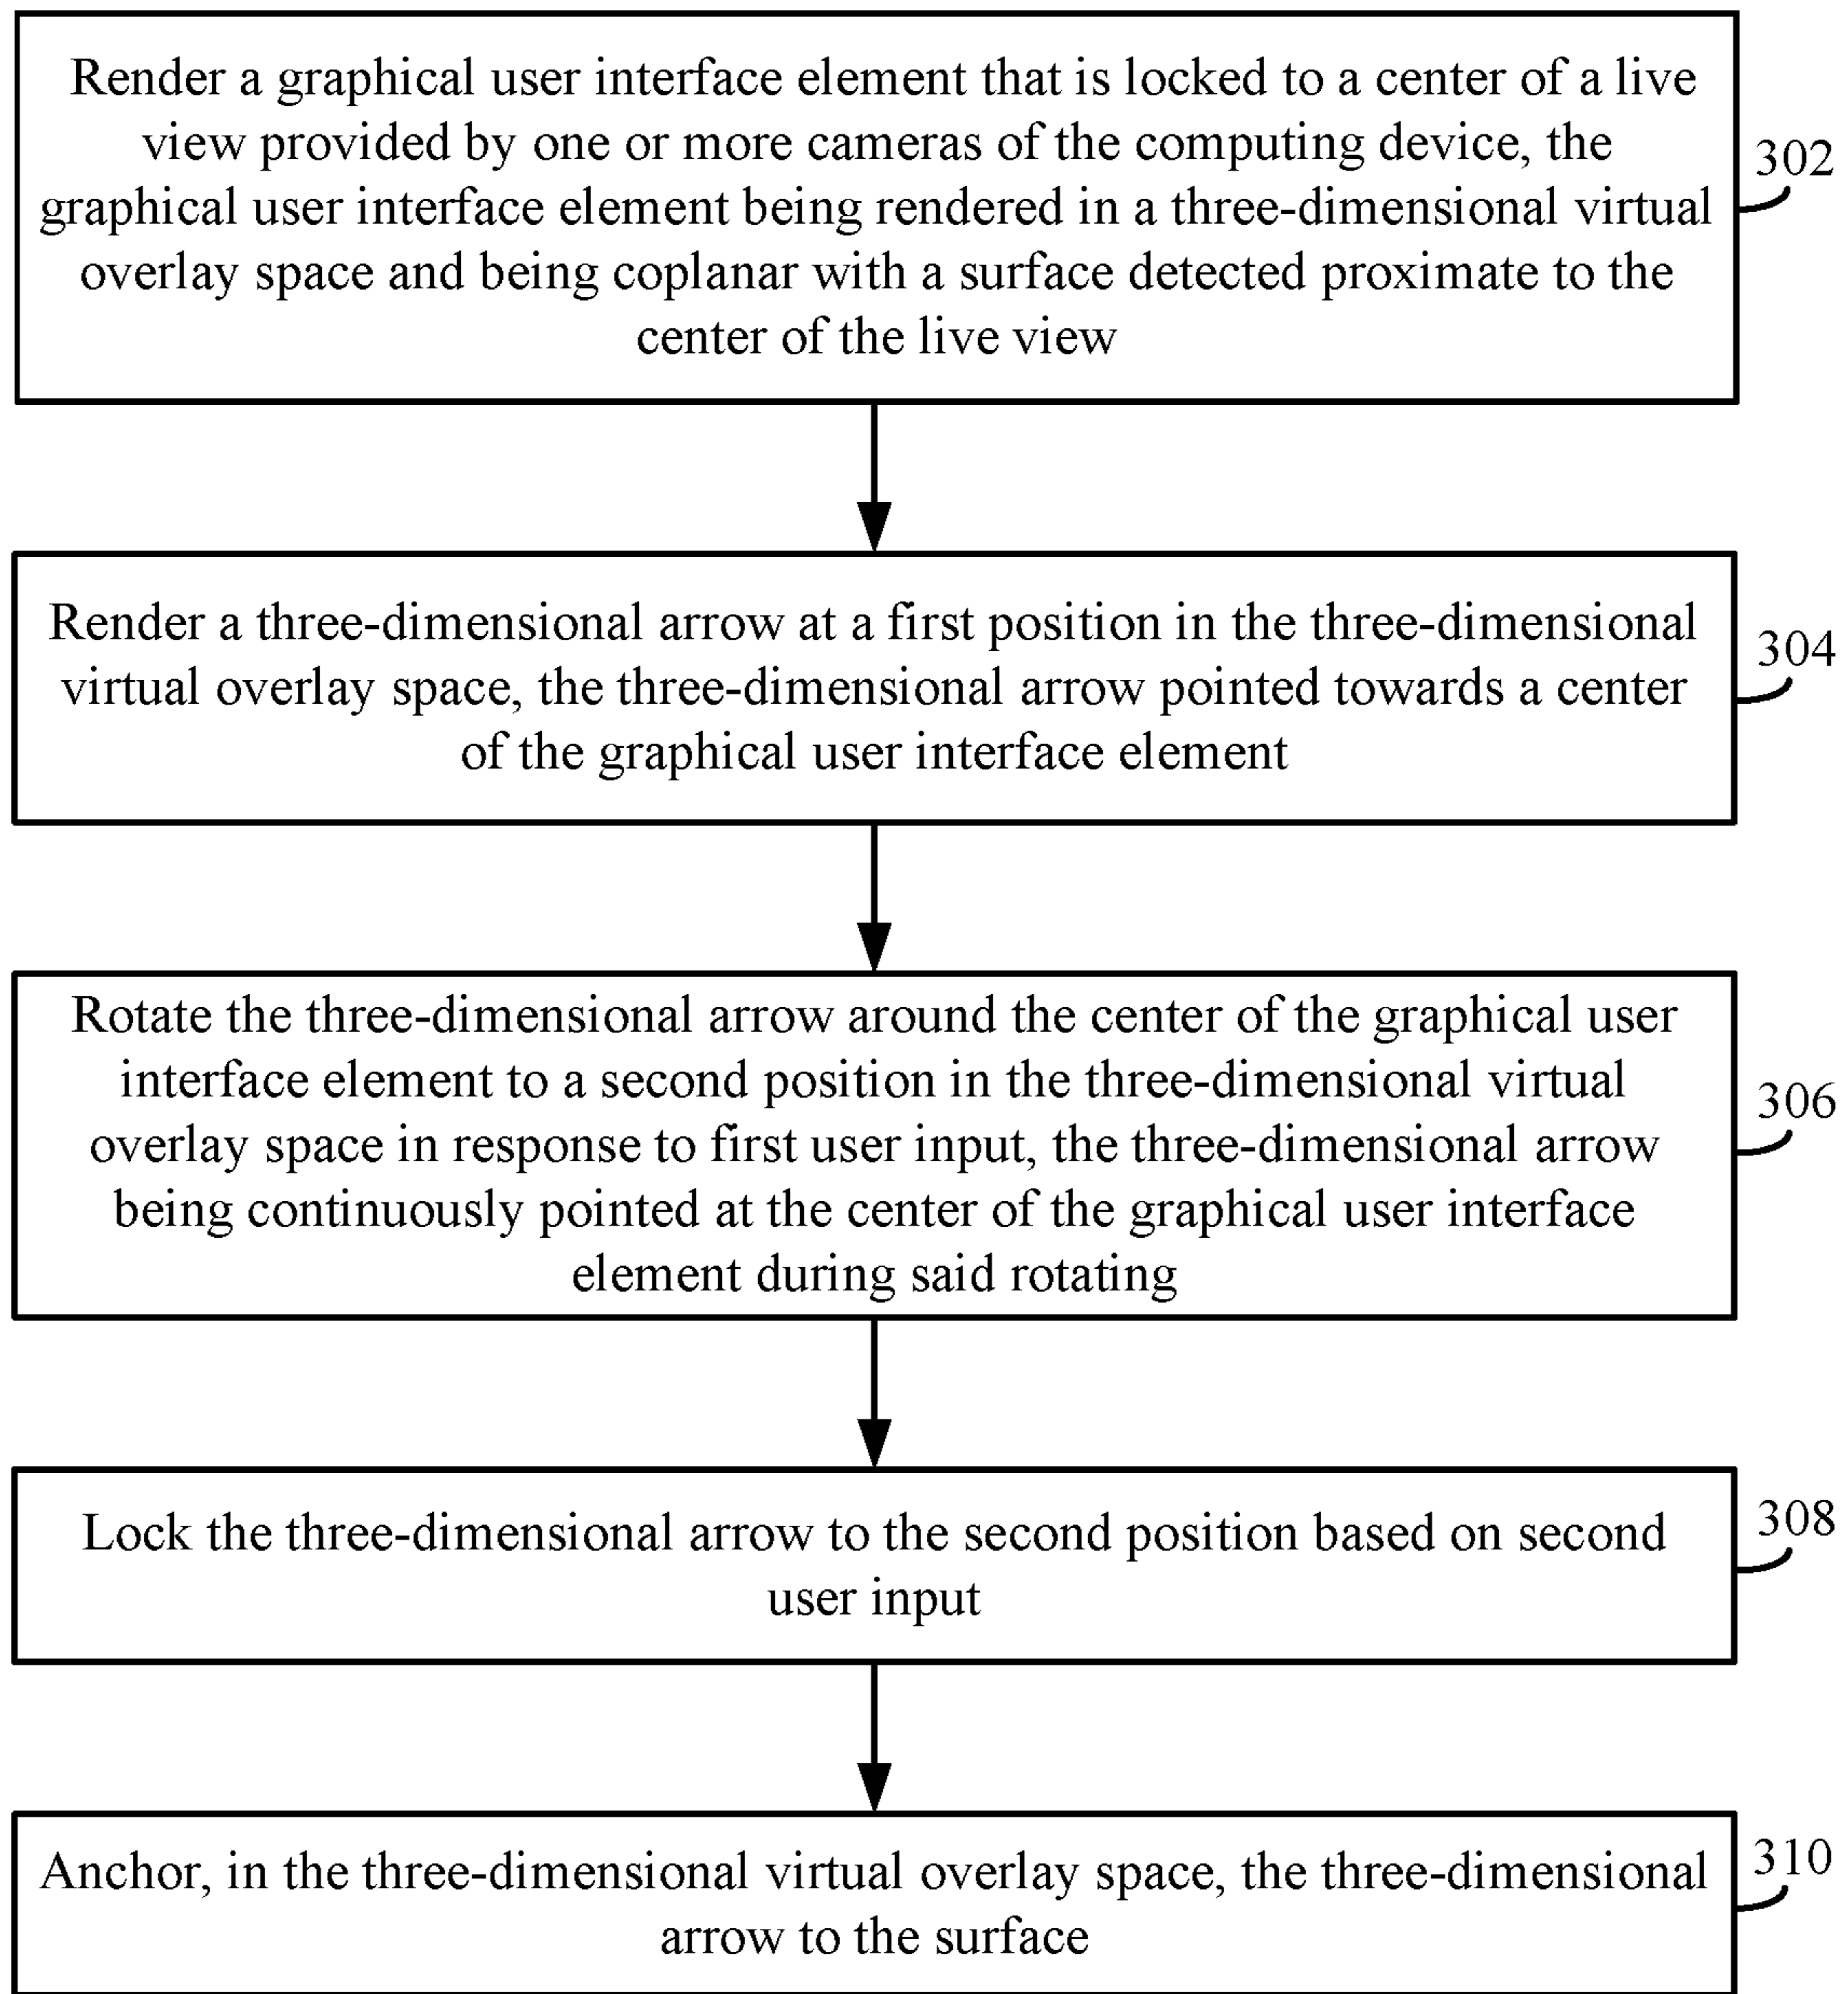 Render a graphical user interface element that is locked to a center of a live
view provided by one or more cameras of the computing device, the
graphical user interface element being rendered in a three-dimensional virtual
overlay space and being coplanar with a surface detected proximate to the
center of the live view
302
Render a three-dimensional arrow at a first position in the three-dimensional
virtual overlay space, the three-dimensional arrow pointed towards a center
of the graphical user interface element
304
Rotate the three-dimensional arrow around the center of the graphical user
interface element to a second position in the three-dimensional virtual
overlay space in response to first user input, the three-dimensional arrow
being continuously pointed at the center of the graphical user interface
element during said rotating
306
Lock the three-dimensional arrow to the second position based on second
user input
308
Anchor, in the three-dimensional virtual overlay space, the three-dimensional
arrow to the surface
310